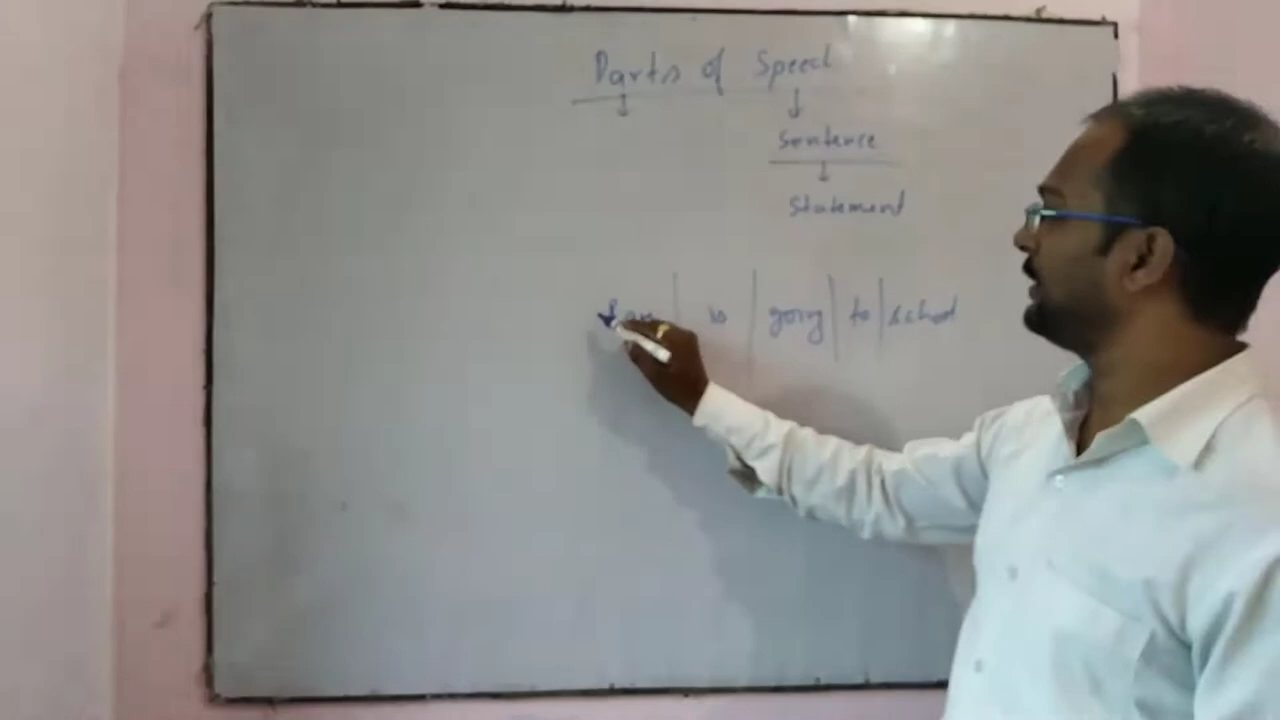 Parts of Speech
Sentence
Statement
is going to school